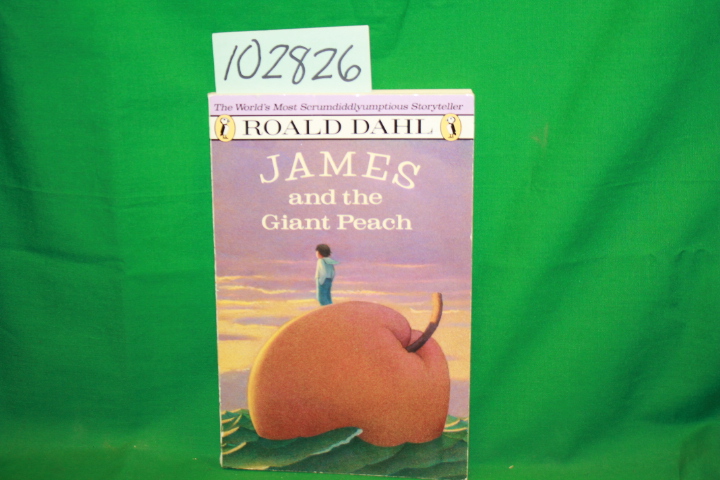 102826
The World's Most Scrumdiddlyumptious Storyteller
ROALD DAHL
JAMES
and the
Giant Peach